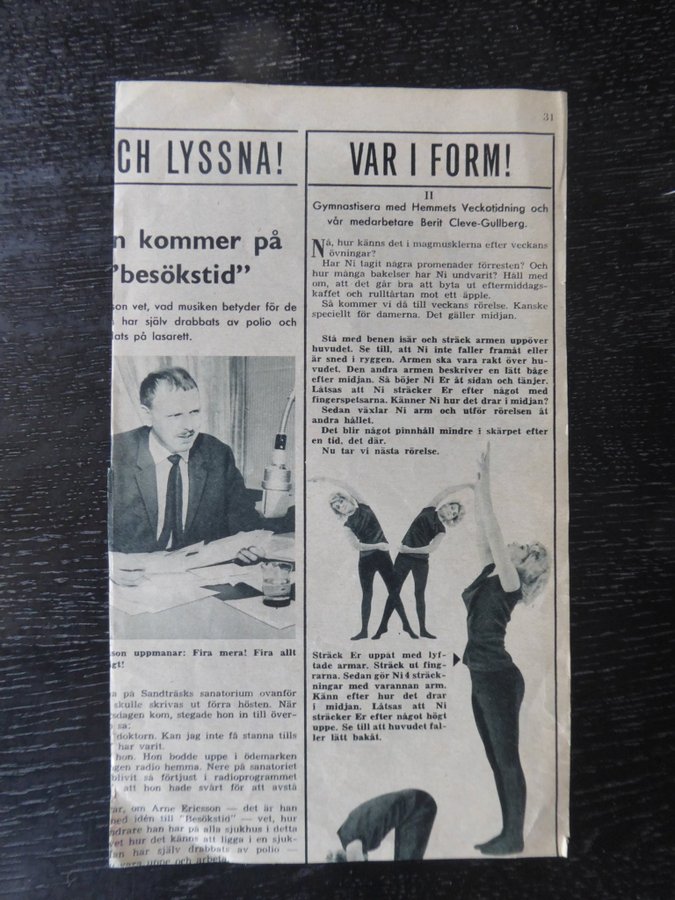 31
CH LYSSNA!
n kommer på
"besökstid"
son vet, vad musiken betyder för de
har själv drabbats av polio och
ats på lasarett.
son uppmanar: Fira mera! Fira allt
gt!
a på Sandträsks sanatorium ovanför
skulle skrivas ut förra hösten. När
sdagen kom, stegade hon in till över-
sa:
doktorn. Kan jag inte få stanna tills
har varit.
hon. Hon bodde uppe i ödemarken
gen radio hemma. Nere på sanatoriet
blivit så förtjust i radioprogrammet
att hon hade svårt för att avstå
var, om Arne Ericsson — det är han
med idén till "Besökstid" — vet, hur
ndrare han har på alla sjukhus i detta
vet hur det känns att ligga i en sjuk-
an har själv drabbats av polio —
vara uppe och arbeta.
VAR I FORM!
II
Gymnastisera med Hemmets Veckotidning och
vår medarbetare Berit Cleve-Gullberg.
Nå, hur känns det i magmusklerna efter veckans
övningar?
Har Ni tagit några promenader förresten? Och
hur många bakelser har Ni undvarit? Håll med
om, att det går bra att byta ut eftermiddags-
kaffet och rulltårtan mot ett äpple.
Så kommer vi då till veckans rörelse. Kanske
speciellt för damerna. Det gäller midjan.
Stå med benen isär och sträck armen uppöver
huvudet. Se till, att Ni inte faller framåt eller
är sned i ryggen. Armen ska vara rakt över hu-
vudet. Den andra armen beskriver en lätt båge
efter midjan. Så böjer Ni Er åt sidan och tänjer.
Låtsas att Ni sträcker Er efter något med
fingerspetsarna. Känner Ni hur det drar i midjan?
Sedan växlar Ni arm och utför rörelsen åt
andra hållet.
Det blir något pinnhåll mindre i skärpet efter
en tid, det där.
Nu tar vi nästa rörelse.
Sträck Er uppåt med lyf-
tade armar. Sträck ut fing-
rarna. Sedan gör Ni 4 sträck-
ningar med varannan arm.
Känn efter hur det drar
i midjan. Låtsas att Ni
sträcker Er efter något högt
uppe. Se till att huvudet fal-
ler lätt bakåt.